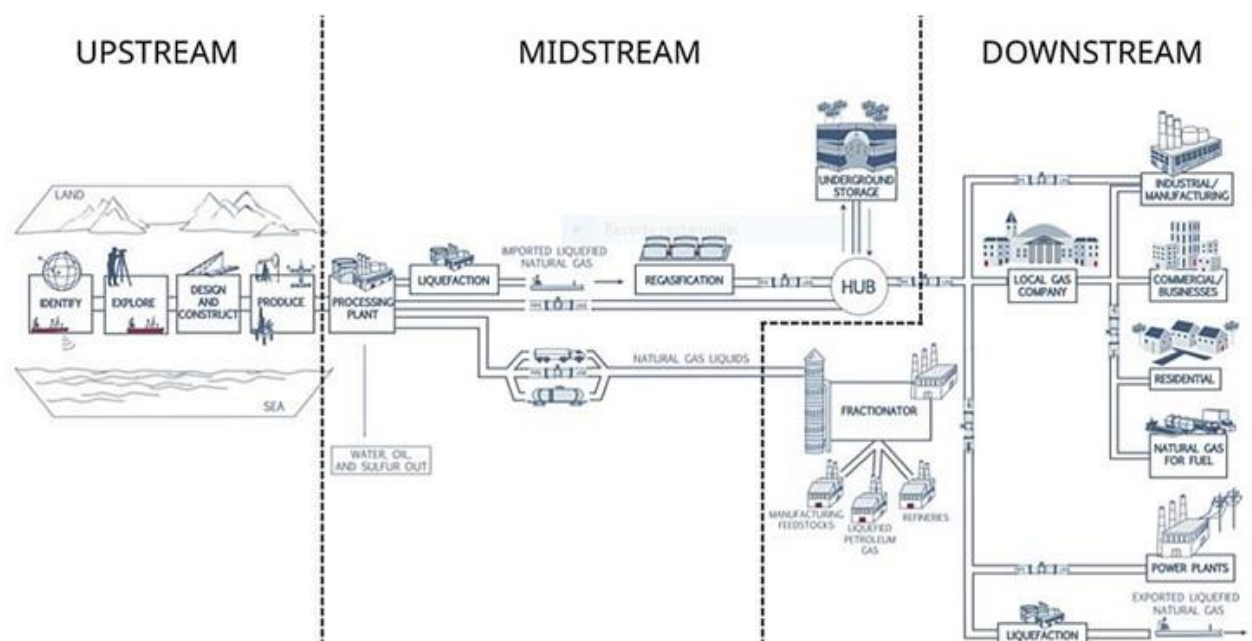 UPSTREAM
MIDSTREAM
DOWNSTREAM
LAND
IDENTIFY
EXPLORE
DESIGN
AND
CONSTRUCT
PRODUCE
SEA
PROCESSING
PLANT
WATER, OIL,
AND SULFUR OUT
LIQUEFACTION
IMPORTED LIQUEFIED
NATURAL GAS
REGASIFICATION
UNDERGROUND
STORAGE
HUB
NATURAL GAS LIQUIDS
FRACTIONATOR
MANUFACTURING
FEEDSTOCKS
LIQUEFIED
PETROLEUM
GAS
REFINERIES
LOCAL GAS
COMPANY
INDUSTRIAL/
MANUFACTURING
COMMERCIAL/
BUSINESSES
RESIDENTIAL
NATURAL GAS
FOR FUEL
POWER PLANTS
EXPORTED LIQUEFIED
NATURAL GAS
LIQUEFACTION